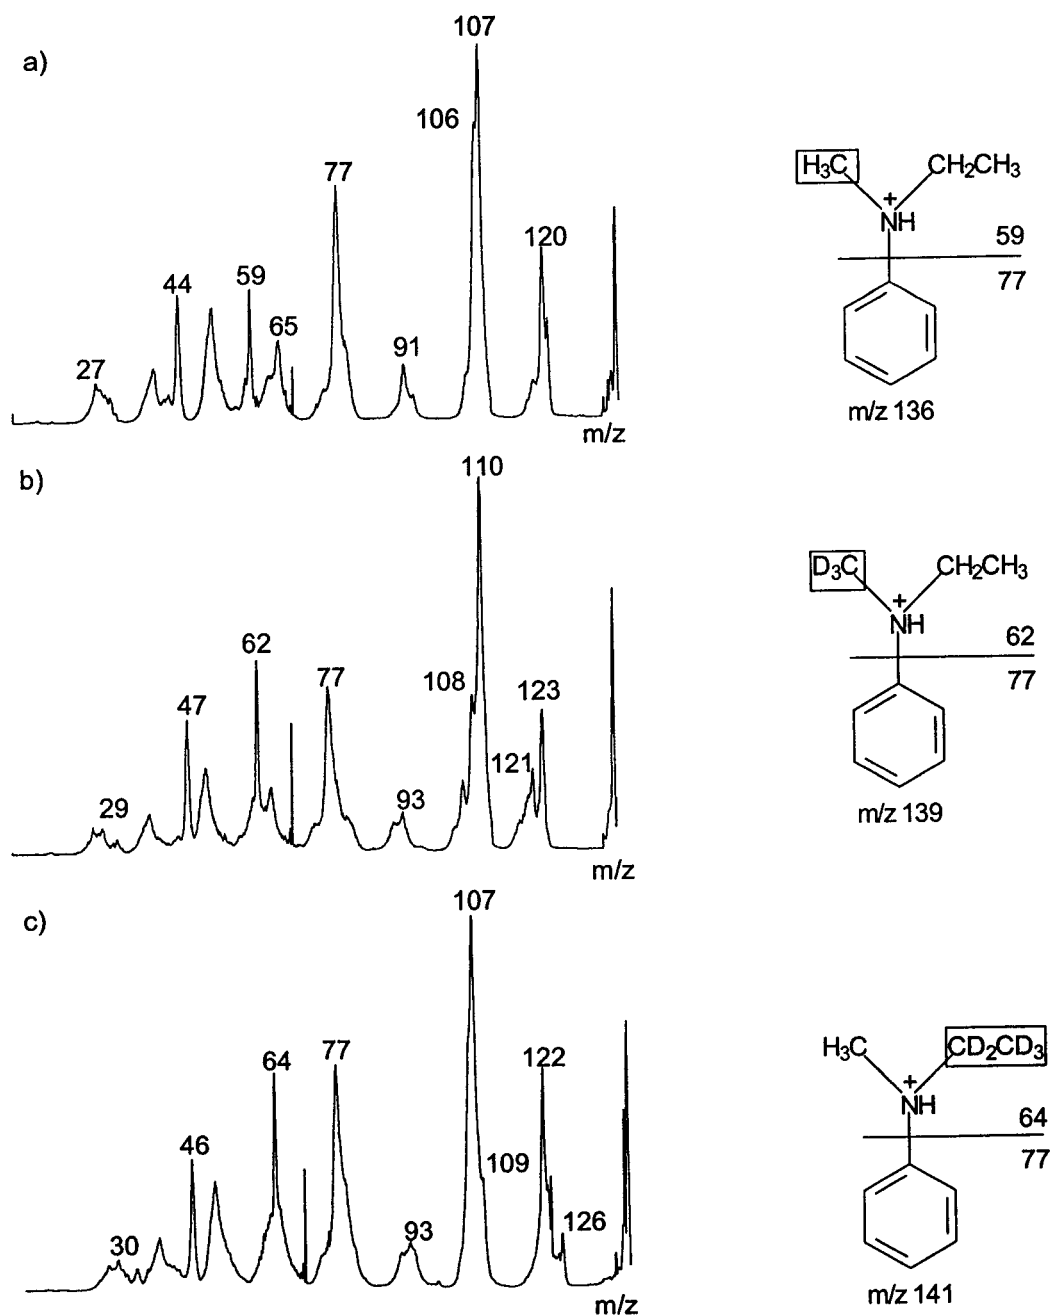 a)
107
106
77
120
44
59
65
91
27
m/z
H3C
CH2CH3
+
NH
59
77
m/z 136
b)
110
62
77
108
123
47
121
93
29
m/z
D3C
CH2CH3
+
NH
62
77
m/z 139
c)
107
64
77
122
46
109
126
93
30
m/z
H3C
CD2CD3
+
NH
64
77
m/z 141